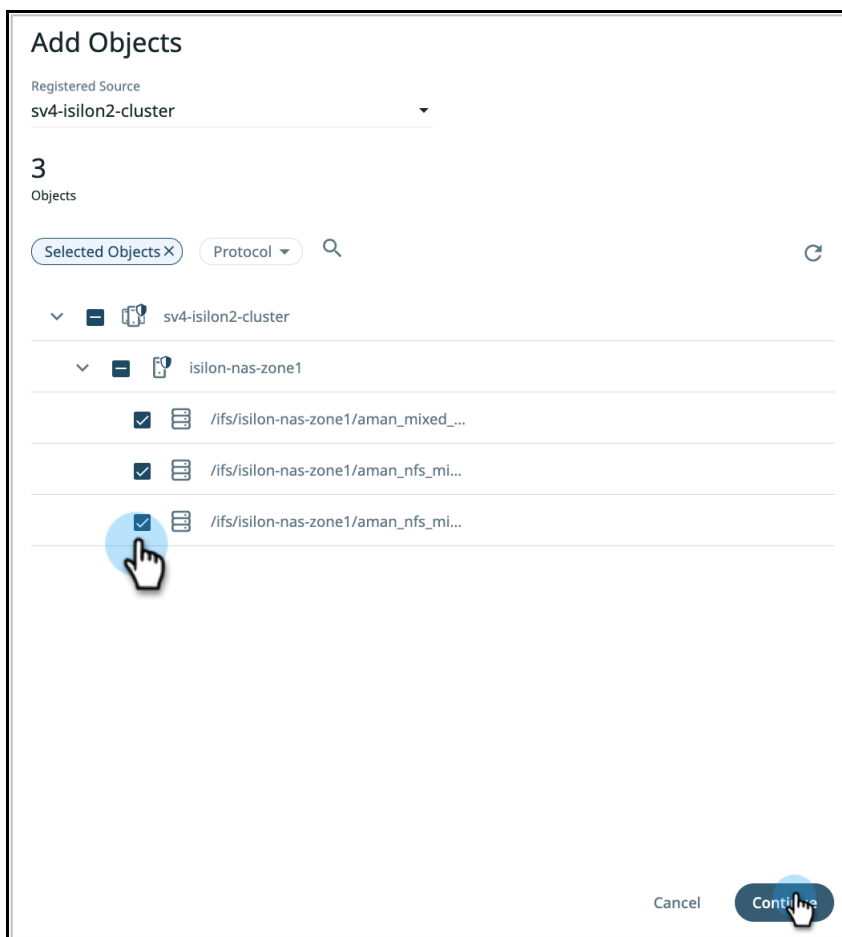 Add Objects
Registered Source
sv4-isilon2-cluster
3
Objects
Selected Objects Protocol
sv4-isilon2-cluster
isilon-nas-zone1
/ifs/isilon-nas-zone1/aman_mixed_...
/ifs/isilon-nas-zone1/aman_nfs_mi...
/ifs/isilon-nas-zone1/aman_nfs_mi...
Cancel Continue